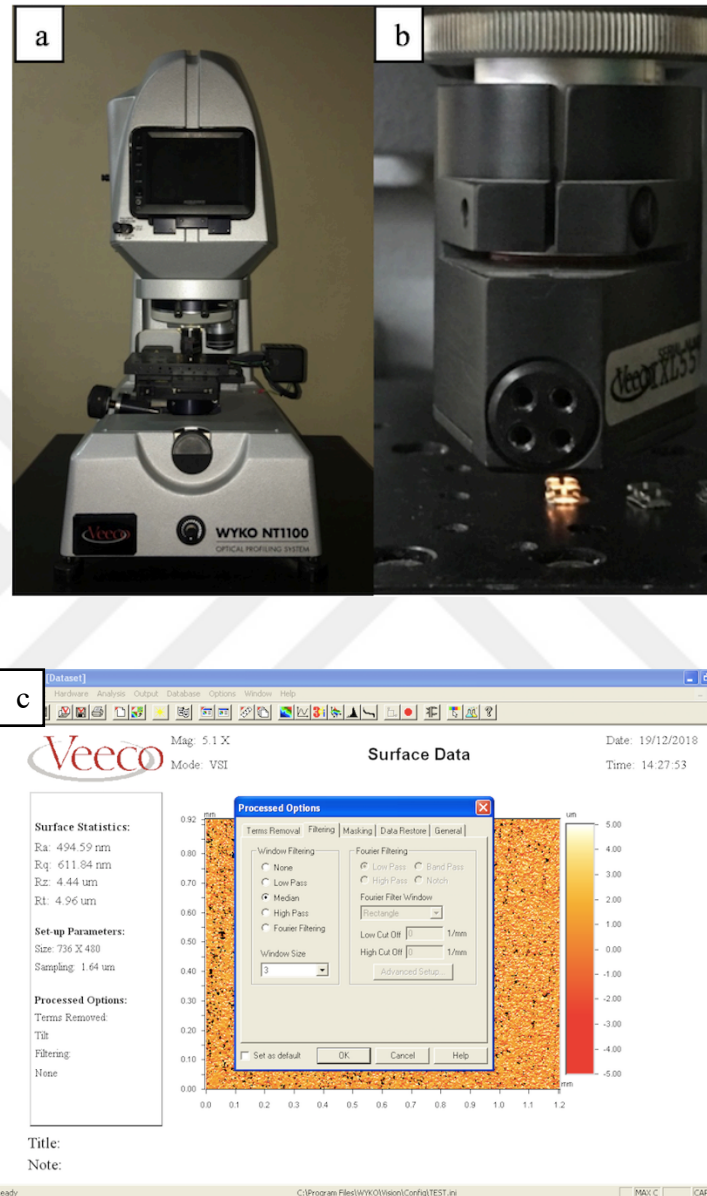 a
b
Veeco
WYKO NT1100
OPTICAL PROFILING SYSTEM
Veeco
SERIAL
XL55
c
[Dataset]
Hardware Analysis Output Database Options Window Help
Veeco
Mag: 5.1 X
Mode: VSI
Surface Data
Date: 19/12/2018
Time: 14:27:53
Surface Statistics:
Ra: 494.59 nm
Rq: 611.84 nm
Rz: 4.44 um
Rt: 4.96 um
Set-up Parameters:
Size: 736 X 480
Sampling: 1.64 um
Processed Options:
Terms Removed:
Tilt
Filtering:
None
mm
0.92
0.80
0.70
0.60
0.50
0.40
0.30
0.20
0.10
0.00
0.0 0.1 0.2 0.3 0.4 0.5 0.6 0.7 0.8 0.9 1.0 1.1 1.2
mm
Processed Options
Terms Removal Filtering Masking Data Restore General
Window Filtering
None
Low Pass
Median
High Pass
Fourier Filtering
Window Size
3
Fourier Filtering
Low Pass Band Pass
High Pass Notch
Fourier Filter Window
Rectangle
Low Cut Off 0 1/mm
High Cut Off 0 1/mm
Advanced Setup...
Set as default OK Cancel Help
um
5.00
4.00
3.00
2.00
1.00
0.00
-1.00
-2.00
-3.00
-4.00
-5.00
Title:
Note:
eady C:\Program Files\WYKO\Vision\Config\TEST.ini MAX C CAP